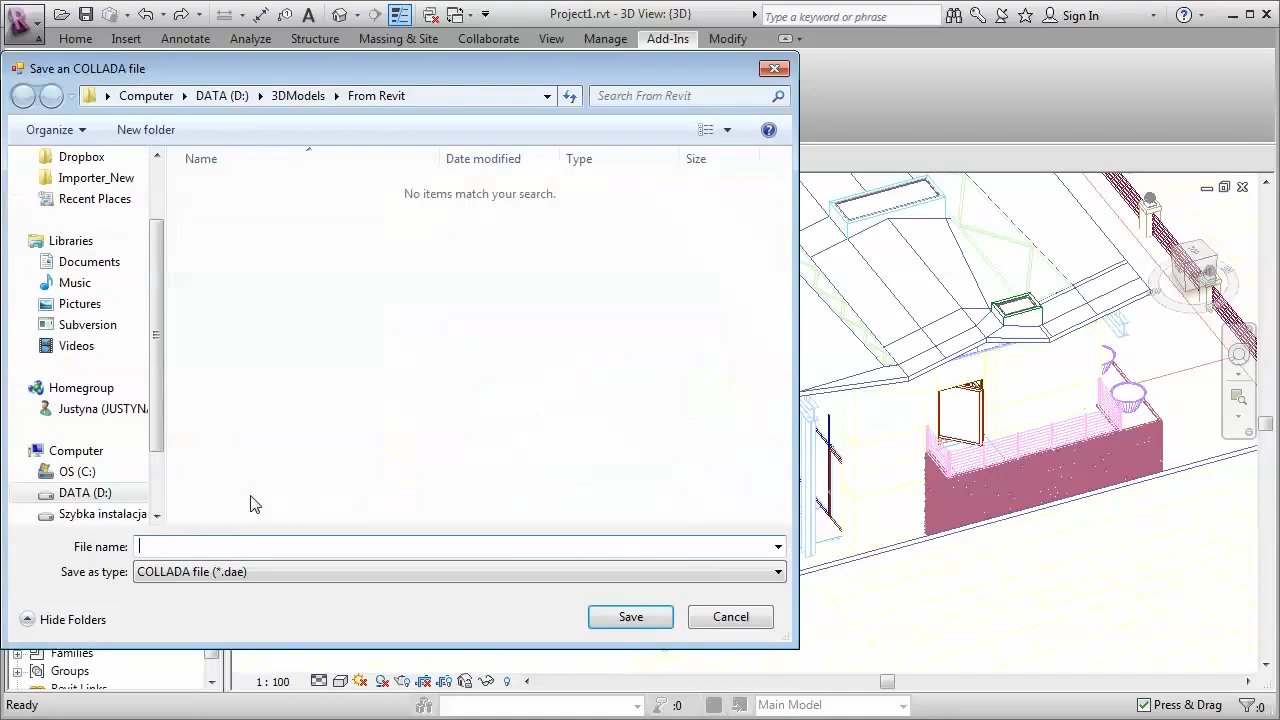 Project1.rvt - 3D View: {3D}
Type a keyword or phrase
Sign In
Home
Insert
Annotate
Analyze
Structure
Massing & Site
Collaborate
View
Manage
Add-Ins
Modify
Save an COLLADA file
Computer
DATA (D:)
3DModels
From Revit
Search From Revit
Organize
New folder
Dropbox
Importer_New
Recent Places
Libraries
Documents
Music
Pictures
Subversion
Videos
Homegroup
Justyna (JUSTYNA
Computer
OS (C:)
DATA (D:)
Szybka instalacja
Name
Date modified
Type
Size
No items match your search.
File name:
Save as type:
COLLADA file (*.dae)
Hide Folders
Save
Cancel
Families
Groups
Revit Links
1 : 100
Ready
:0
Main Model
Press & Drag
:0